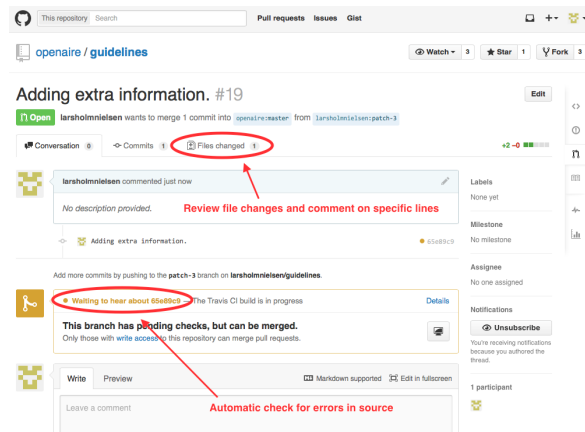 This repository Search Pull requests Issues Gist
openaire / guidelines Watch 3 Star 1 Fork 3
Adding extra information. #19 Edit
Open larsholmnielsen wants to merge 1 commit into openaire:master from larsholmnielsen:patch-3
Conversation 0 Commits 1 Files changed 1 +2 −0
larsholmnielsen commented just now
No description provided.
Review file changes and comment on specific lines
Adding extra information. 65e89c9
Labels
None yet
Milestone
No milestone
Assignee
No one assigned
Notifications
Unsubscribe
You're receiving notifications
because you authored the
thread.
1 participant
Add more commits by pushing to the patch-3 branch on larsholmnielsen/guidelines.
Waiting to hear about 65e89c9 — The Travis CI build is in progress Details
This branch has pending checks, but can be merged.
Only those with write access to this repository can merge pull requests.
Write Preview Markdown supported Edit in fullscreen
Leave a comment
Automatic check for errors in source